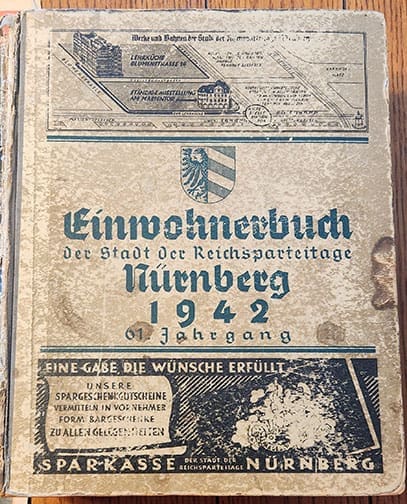 Werke und Bahnen der Stadt der Reichsparteitage Nürnberg
LEHRKÜCHE
BLUMENSTRASSE 16
STÄNDIGE AUSSTELLUNG
AM MARIENTOR
Einwohnerbuch
der Stadt der Reichsparteitage
Nürnberg
1942
61. Jahrgang
EINE GABE DIE WÜNSCHE ERFÜLLT
UNSERE
SPARGESCHENKGUTSCHEINE
VERMITTELN IN VORNEHMER
FORM BARGESCHENKE
ZU ALLEN GELEGENHEITEN
SPARKASSE DER STADT DER REICHSPARTEITAGE NÜRNBERG